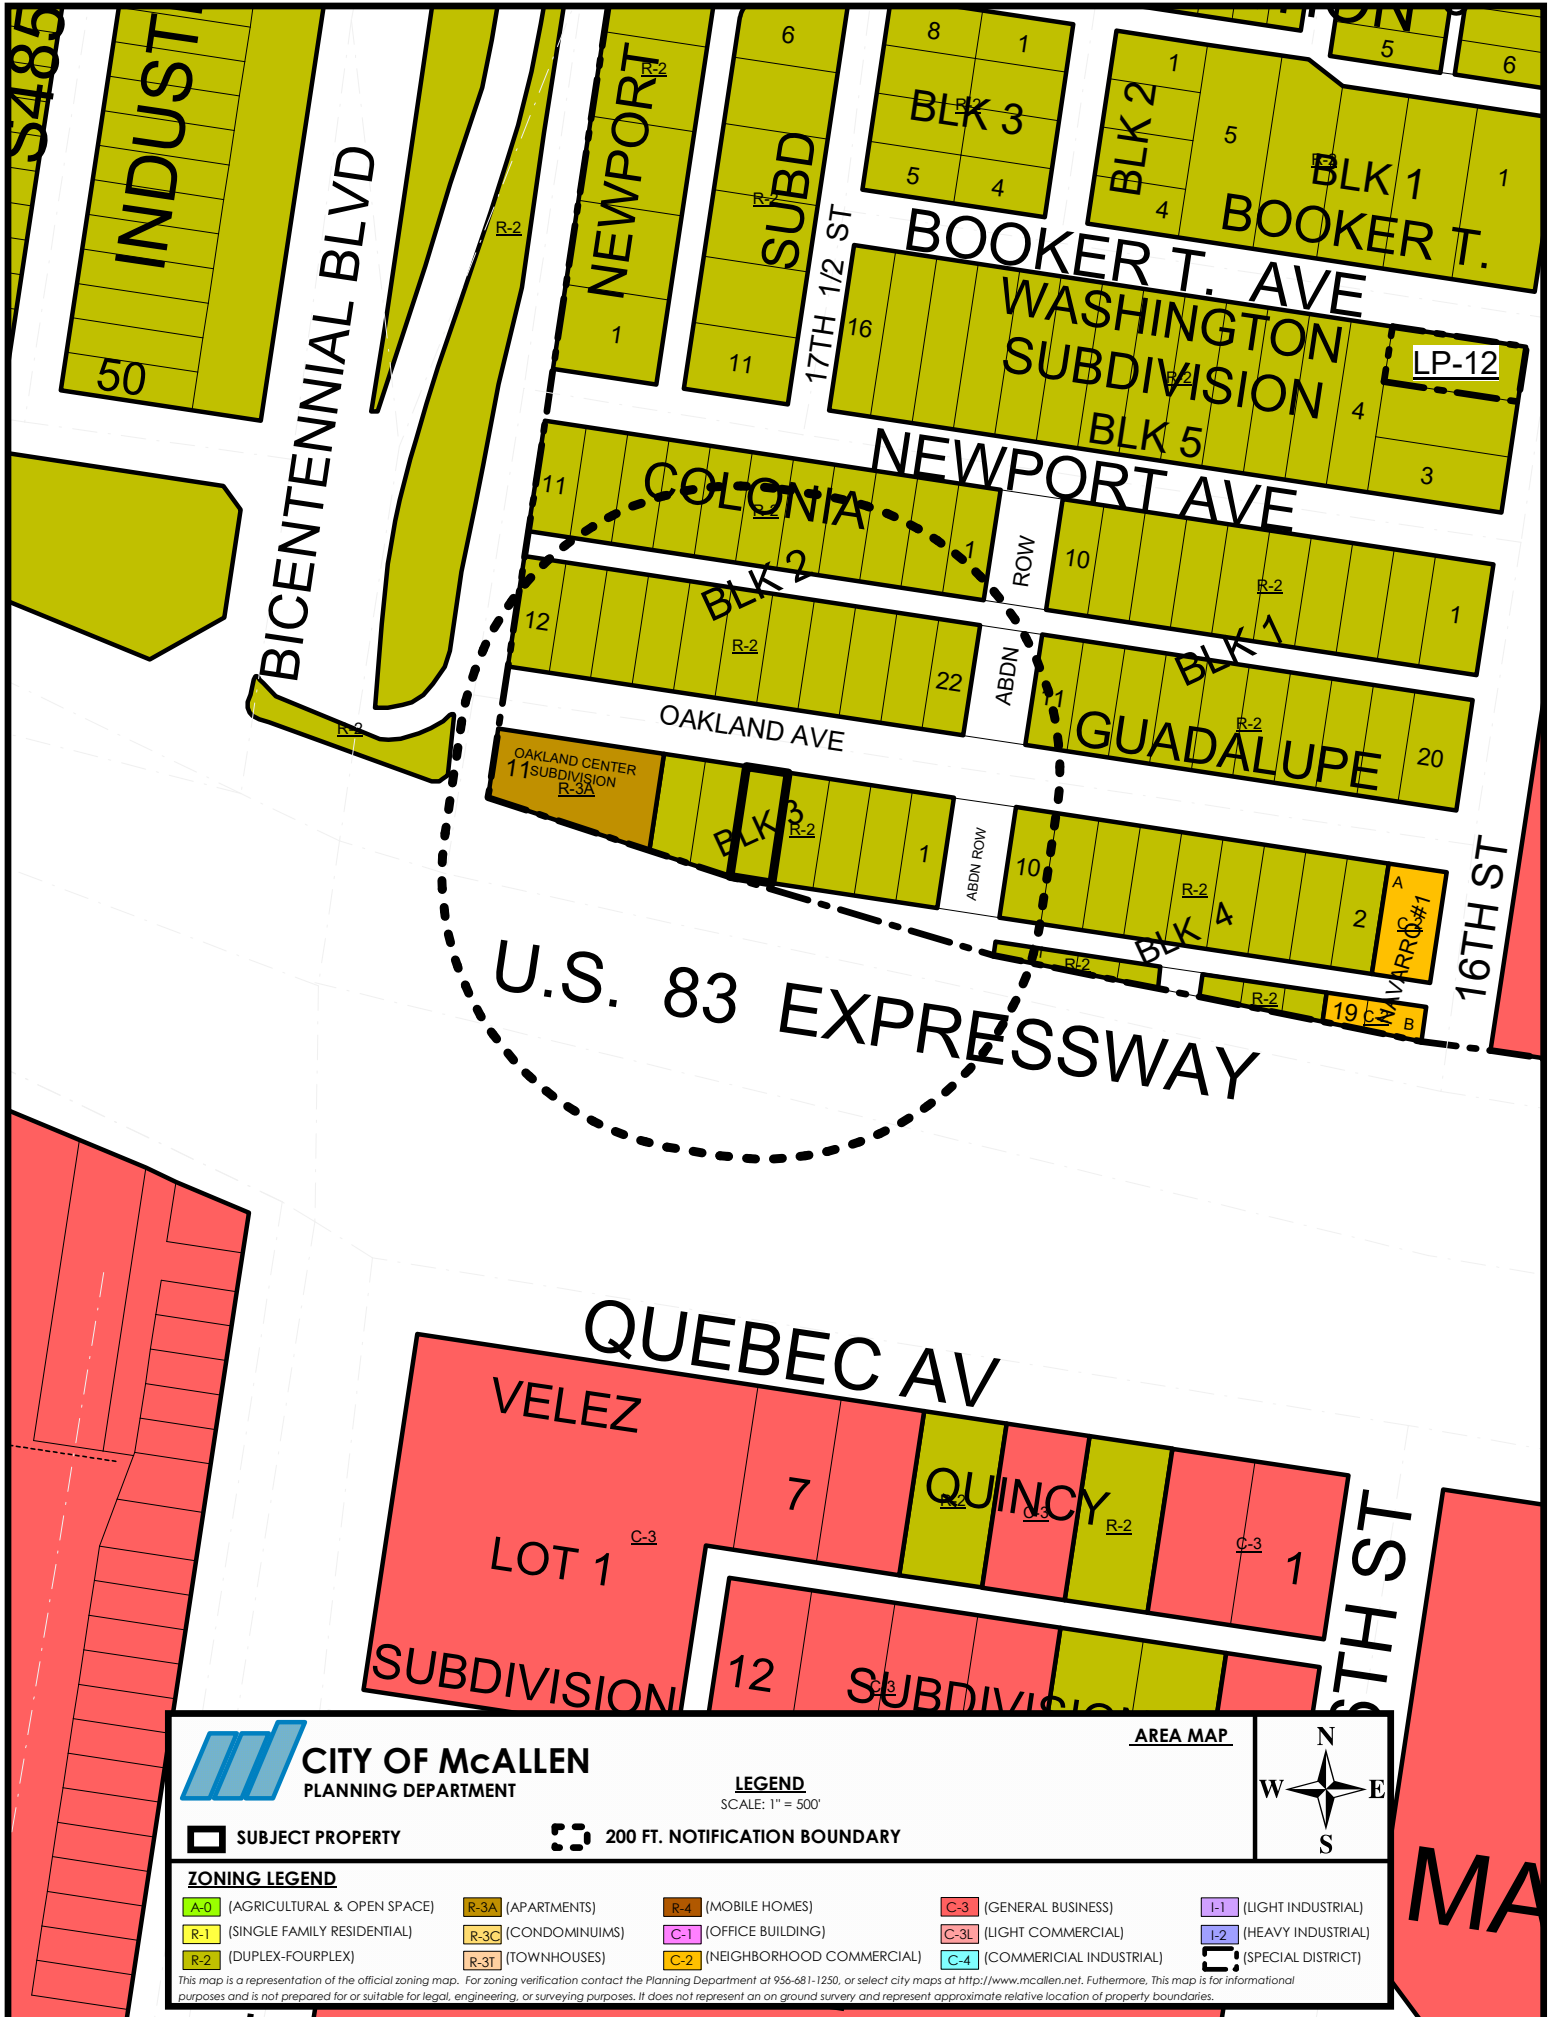 S485
INDUST
50
BICENTENNIAL BLVD
R-2
R-2
NEWPORT
R-2
1
6
SUBD
R-2
11
17TH 1/2 ST
8
1
BLK 3
R-2
5
4
5
6
1
BLK 2
4
5
R-2
BLK 1
1
BOOKER T.
BOOKER T. AVE
16
WASHINGTON
SUBDIVISION
R-2
BLK 5
4
3
LP-12
NEWPORT AVE
11
COLONIA
R-2
1
BLK 2
12
R-2
22
ROW
ABDN
10
R-2
1
BLK 1
11
R-2
GUADALUPE
20
OAKLAND AVE
OAKLAND CENTER
11
SUBDIVISION
R-3A
BLK 3
R-2
1
ABDN ROW
10
R-2
BLK 4
2
A
NAVARRO #1
R-2
R-2
19
B
16TH ST
U.S. 83 EXPRESSWAY
QUEBEC AV
VELEZ
LOT 1
C-3
SUBDIVISION
7
QUINCY
R-2
C-3
R-2
C-3
1
12
C-3
MA
CITY OF McALLEN
PLANNING DEPARTMENT
AREA MAP
LEGEND
SCALE: 1" = 500'
SUBJECT PROPERTY
200 FT. NOTIFICATION BOUNDARY
N
W
E
S
ZONING LEGEND
A-0 (AGRICULTURAL & OPEN SPACE)
R-1 (SINGLE FAMILY RESIDENTIAL)
R-2 (DUPLEX-FOURPLEX)
R-3A (APARTMENTS)
R-3C (CONDOMINUIMS)
R-3T (TOWNHOUSES)
R-4 (MOBILE HOMES)
C-1 (OFFICE BUILDING)
C-2 (NEIGHBORHOOD COMMERCIAL)
C-3 (GENERAL BUSINESS)
C-3L (LIGHT COMMERCIAL)
C-4 (COMMERICIAL INDUSTRIAL)
I-1 (LIGHT INDUSTRIAL)
I-2 (HEAVY INDUSTRIAL)
(SPECIAL DISTRICT)
This map is a representation of the official zoning map. For zoning verification contact the Planning Department at 956-681-1250, or select city maps at http://www.mcallen.net. Futhermore, This map is for informational
purposes and is not prepared for or suitable for legal, engineering, or surveying purposes. It does not represent an on ground survery and represent approximate relative location of property boundaries.